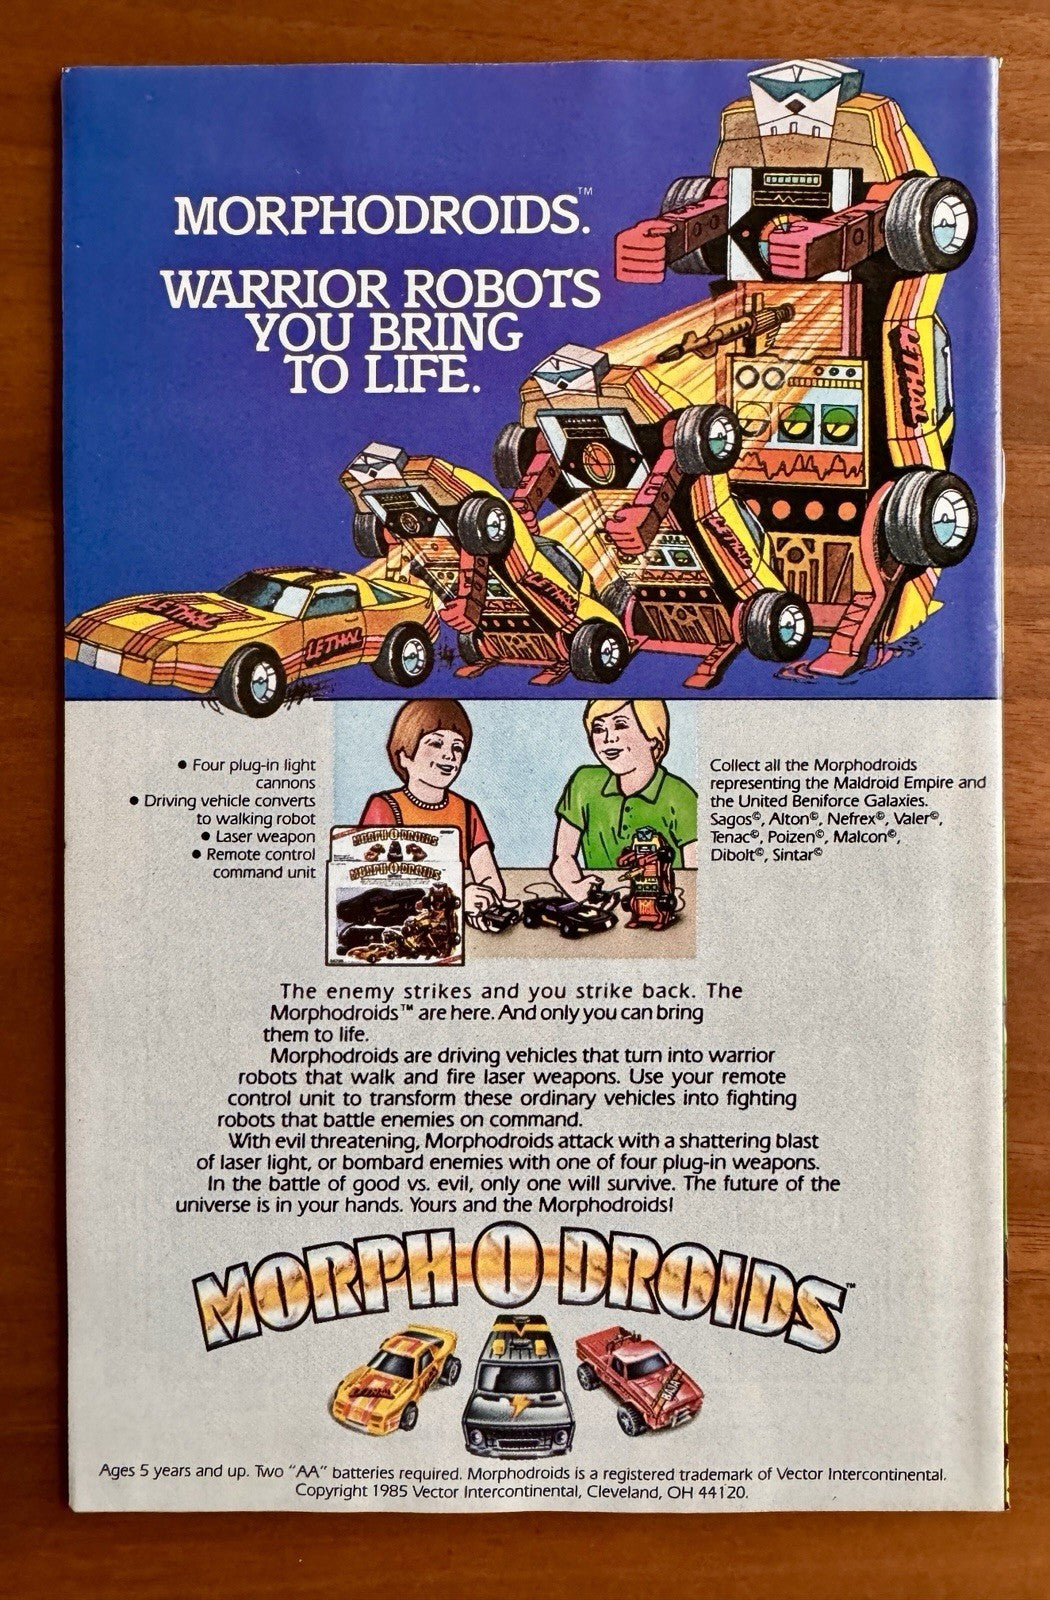 MORPHODROIDS.™
WARRIOR ROBOTS
YOU BRING
TO LIFE.
LETHAL
LETHAL
LETHAL
LETHAL
LETHAL
• Four plug-in light
cannons
• Driving vehicle converts
to walking robot
• Laser weapon
• Remote control
command unit
MORPH O DROIDS
MORPH O DROIDS
Collect all the Morphodroids
representing the Maldroid Empire and
the United Beniforce Galaxies.
Sagos©, Alton©, Nefrex©, Valer©,
Tenac©, Poizen©, Malcon©,
Dibolt©, Sintar©
The enemy strikes and you strike back. The
Morphodroids™ are here. And only you can bring
them to life.
Morphodroids are driving vehicles that turn into warrior
robots that walk and fire laser weapons. Use your remote
control unit to transform these ordinary vehicles into fighting
robots that battle enemies on command.
With evil threatening, Morphodroids attack with a shattering blast
of laser light, or bombard enemies with one of four plug-in weapons.
In the battle of good vs. evil, only one will survive. The future of the
universe is in your hands. Yours and the Morphodroids!
MORPH O DROIDS™
LETHAL
BAJA
Ages 5 years and up. Two "AA" batteries required. Morphodroids is a registered trademark of Vector Intercontinental.
Copyright 1985 Vector Intercontinental, Cleveland, OH 44120.